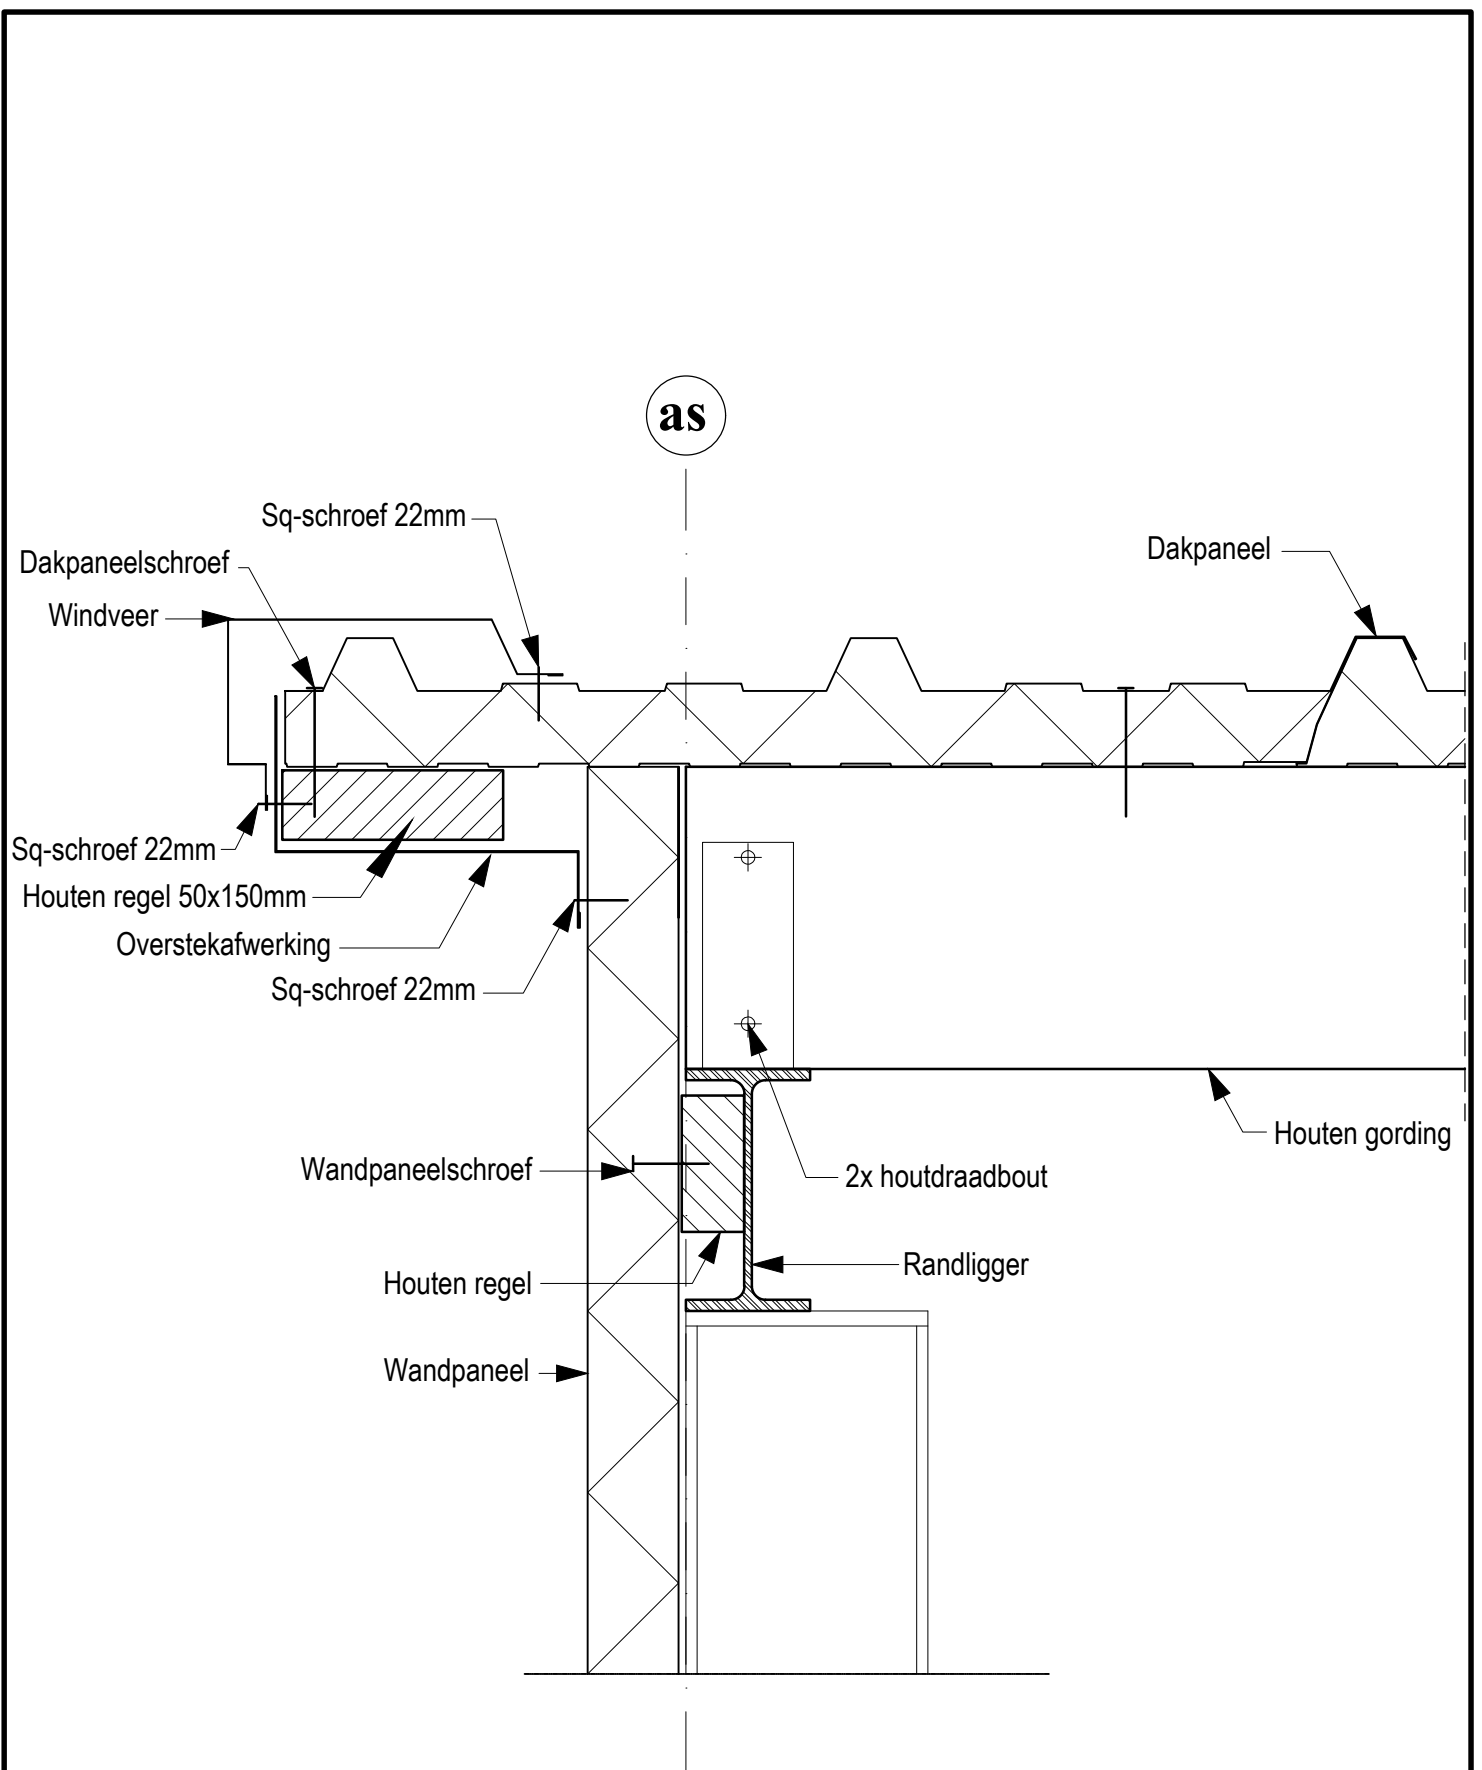 as
Sq-schroef 22mm
Dakpaneel
Dakpaneelschroef
Windveer
Sq-schroef 22mm
Houten regel 50x150mm
Overstekafwerking
Sq-schroef 22mm
Houten gording
Wandpaneelschroef
2x houtdraadbout
Randligger
Houten regel
Wandpaneel